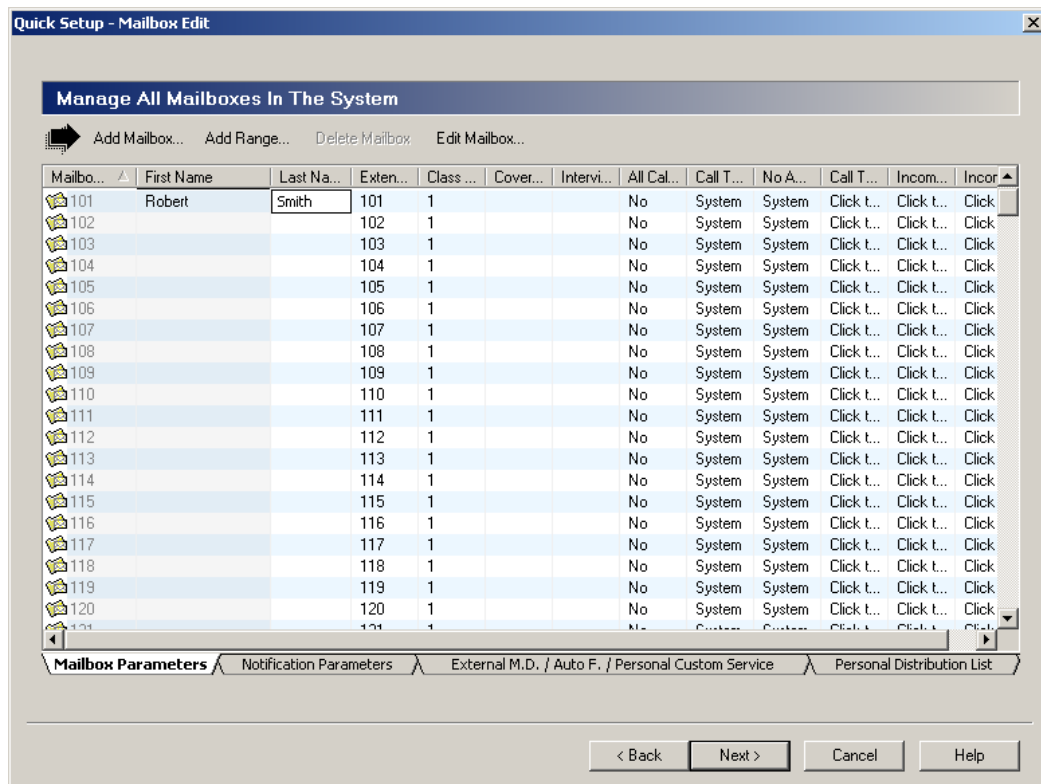 Quick Setup - Mailbox Edit
Manage All Mailboxes In The System
Add Mailbox... Add Range... Delete Mailbox Edit Mailbox...
Mailbo... First Name Last Na... Exten... Class ... Cover... Intervi... All Cal... Call T... No A... Call T... Incom... Incor
101 Robert Smith 101 1 No System System Click t... Click t... Click
102 102 1 No System System Click t... Click t... Click
103 103 1 No System System Click t... Click t... Click
104 104 1 No System System Click t... Click t... Click
105 105 1 No System System Click t... Click t... Click
106 106 1 No System System Click t... Click t... Click
107 107 1 No System System Click t... Click t... Click
108 108 1 No System System Click t... Click t... Click
109 109 1 No System System Click t... Click t... Click
110 110 1 No System System Click t... Click t... Click
111 111 1 No System System Click t... Click t... Click
112 112 1 No System System Click t... Click t... Click
113 113 1 No System System Click t... Click t... Click
114 114 1 No System System Click t... Click t... Click
115 115 1 No System System Click t... Click t... Click
116 116 1 No System System Click t... Click t... Click
117 117 1 No System System Click t... Click t... Click
118 118 1 No System System Click t... Click t... Click
119 119 1 No System System Click t... Click t... Click
120 120 1 No System System Click t... Click t... Click
121 121 1 No System System Click t... Click t... Click
Mailbox Parameters Notification Parameters External M.D. / Auto F. / Personal Custom Service Personal Distribution List
< Back Next > Cancel Help